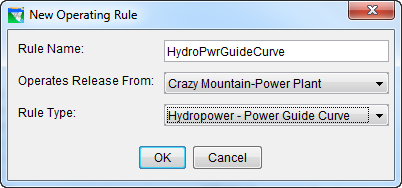 New Operating Rule
Rule Name: HydroPwrGuideCurve
Operates Release From: Crazy Mountain-Power Plant
Rule Type: Hydropower - Power Guide Curve
OK Cancel